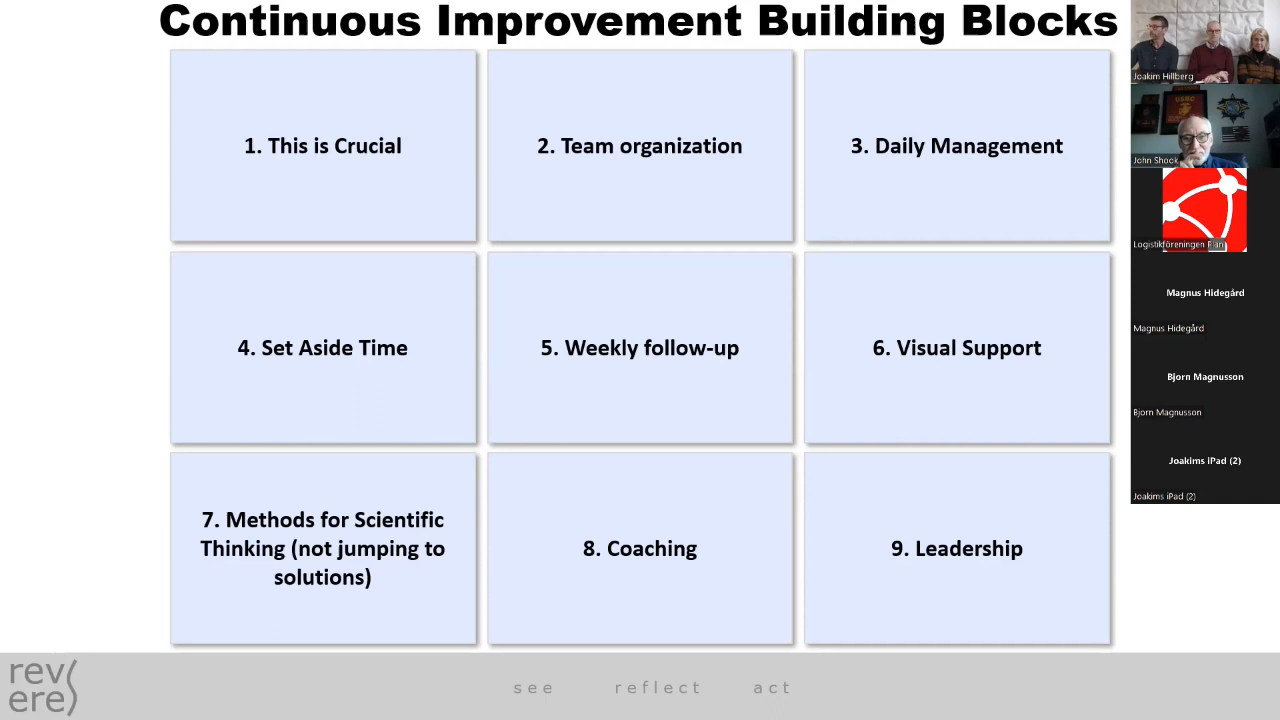 Continuous Improvement Building Blocks
1. This is Crucial
2. Team organization
3. Daily Management
4. Set Aside Time
5. Weekly follow-up
6. Visual Support
7. Methods for Scientific
Thinking (not jumping to
solutions)
8. Coaching
9. Leadership
rev(
ere)
see reflect act
Joakim Hillberg
USMC
John Shook
Logistikföreningen Plan
Magnus Hidegård
Magnus Hidegård
Bjorn Magnusson
Bjorn Magnusson
Joakims iPad (2)
Joakims iPad (2)